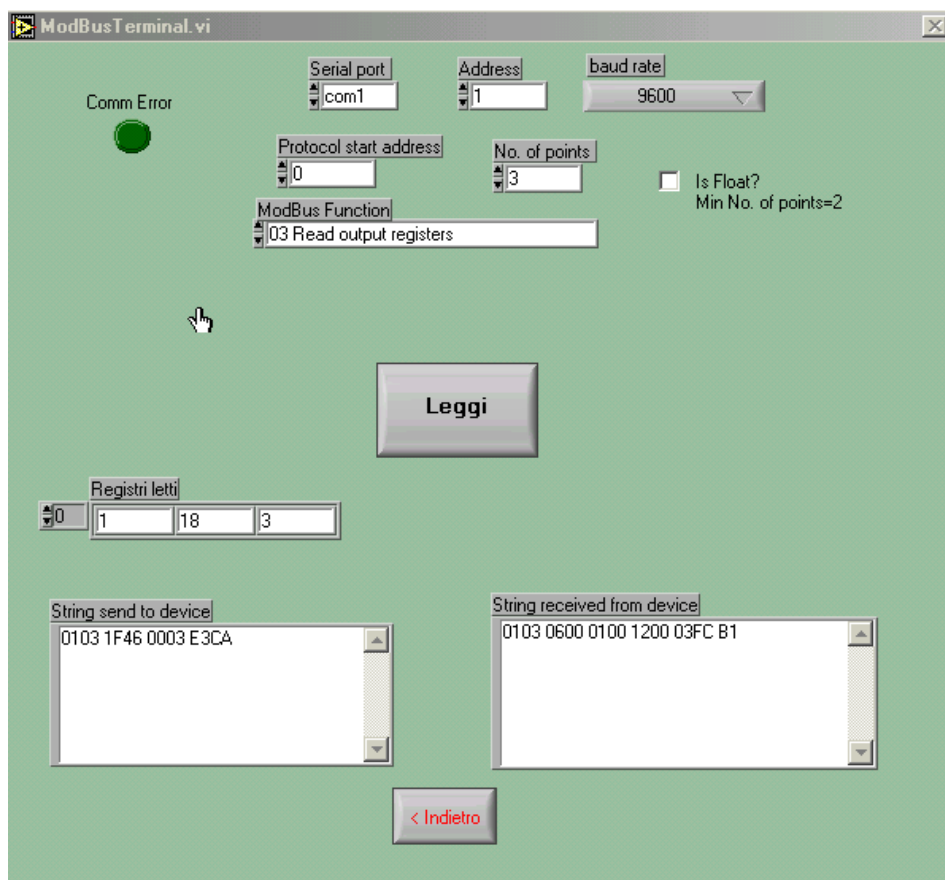 ModBusTerminal.vi
Serial port
Address
baud rate
com1
1
9600
Comm Error
Protocol start address
No. of points
0
3
Is Float?
Min No. of points=2
ModBus Function
03 Read output registers
Leggi
Registri letti
0
1
18
3
String send to device
String received from device
0103 1F46 0003 E3CA
0103 0600 0100 1200 03FC B1
< Indietro